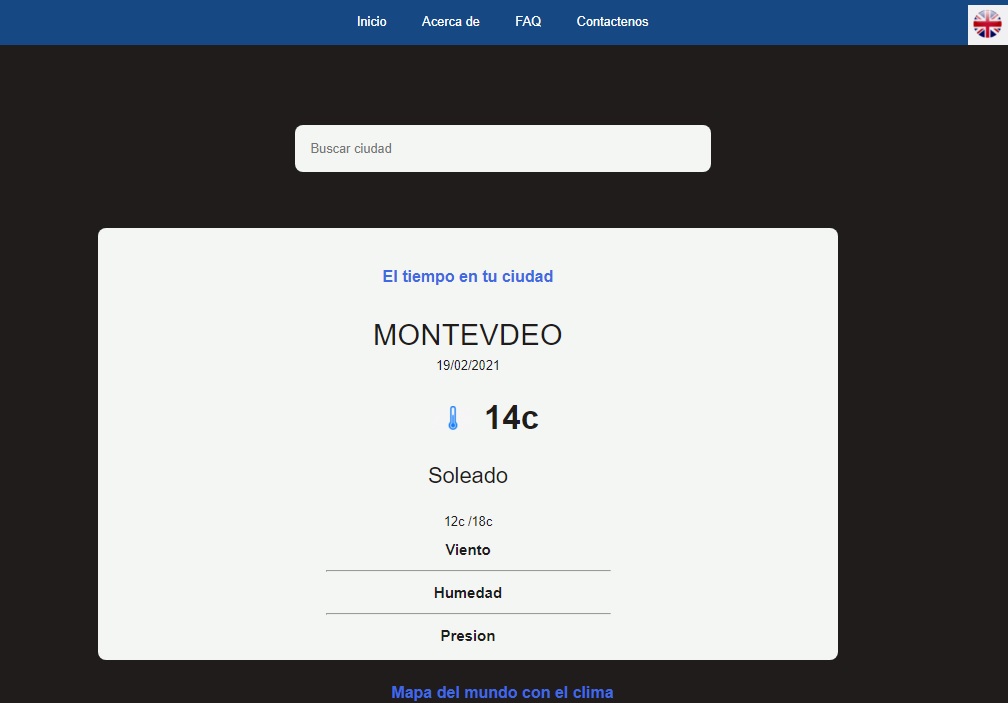 Inicio Acerca de FAQ Contactenos
Buscar ciudad
El tiempo en tu ciudad
MONTEVDEO
19/02/2021
14c
Soleado
12c /18c
Viento
Humedad
Presion
Mapa del mundo con el clima